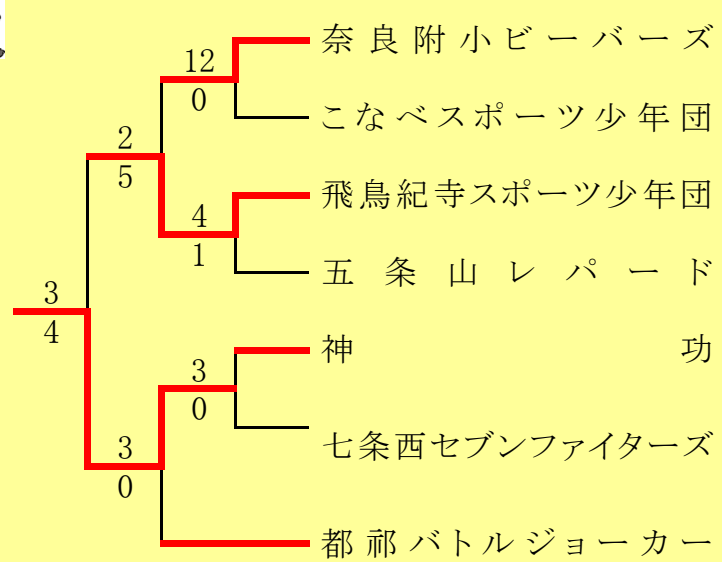 奈良附小ビーバーズ
12
0
こなべスポーツ少年団
2
5
飛鳥紀寺スポーツ少年団
4
1
五条山レパード
3
4
神功
3
0
七条西セブンファイターズ
3
0
都祁バトルジョーカー